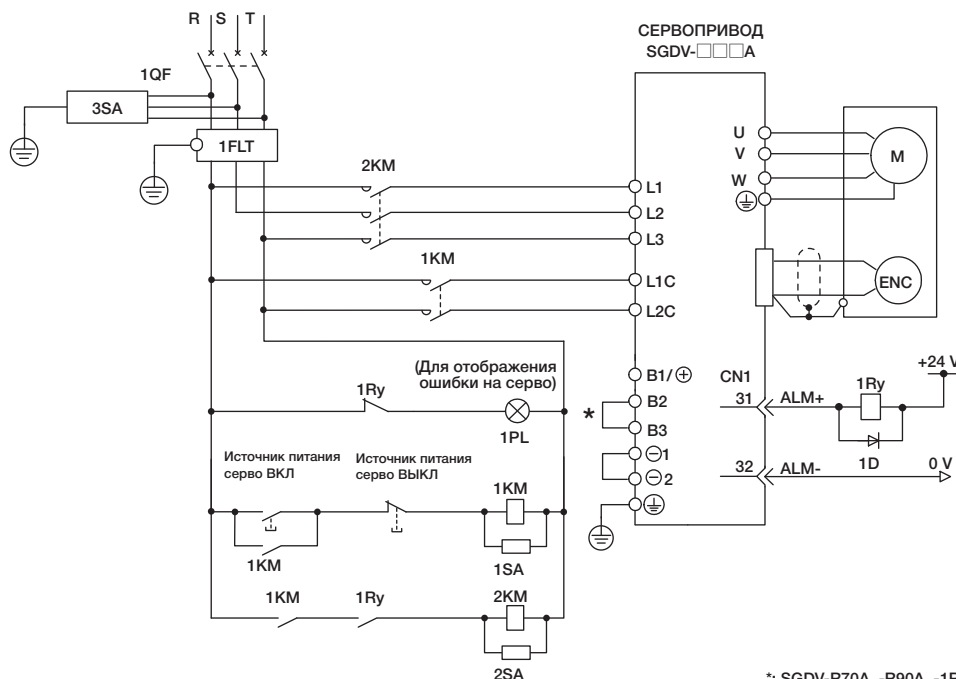 R S T
1QF
3SA
1FLT
2KM
1KM
СЕРВОПРИВОД
SGDV-□□□A
U
V
W
M
ENC
L1
L2
L3
L1C
L2C
B1/⊕
B2
B3
*
⊖1
⊖2
CN1
31
ALM+
32
ALM-
+24 V
1Ry
1D
0 V
(Для отображения
ошибки на серво)
1Ry
1PL
Источник питания
серво ВКЛ
Источник питания
серво ВЫКЛ
1KM
1KM
1SA
1KM
1Ry
2KM
2SA